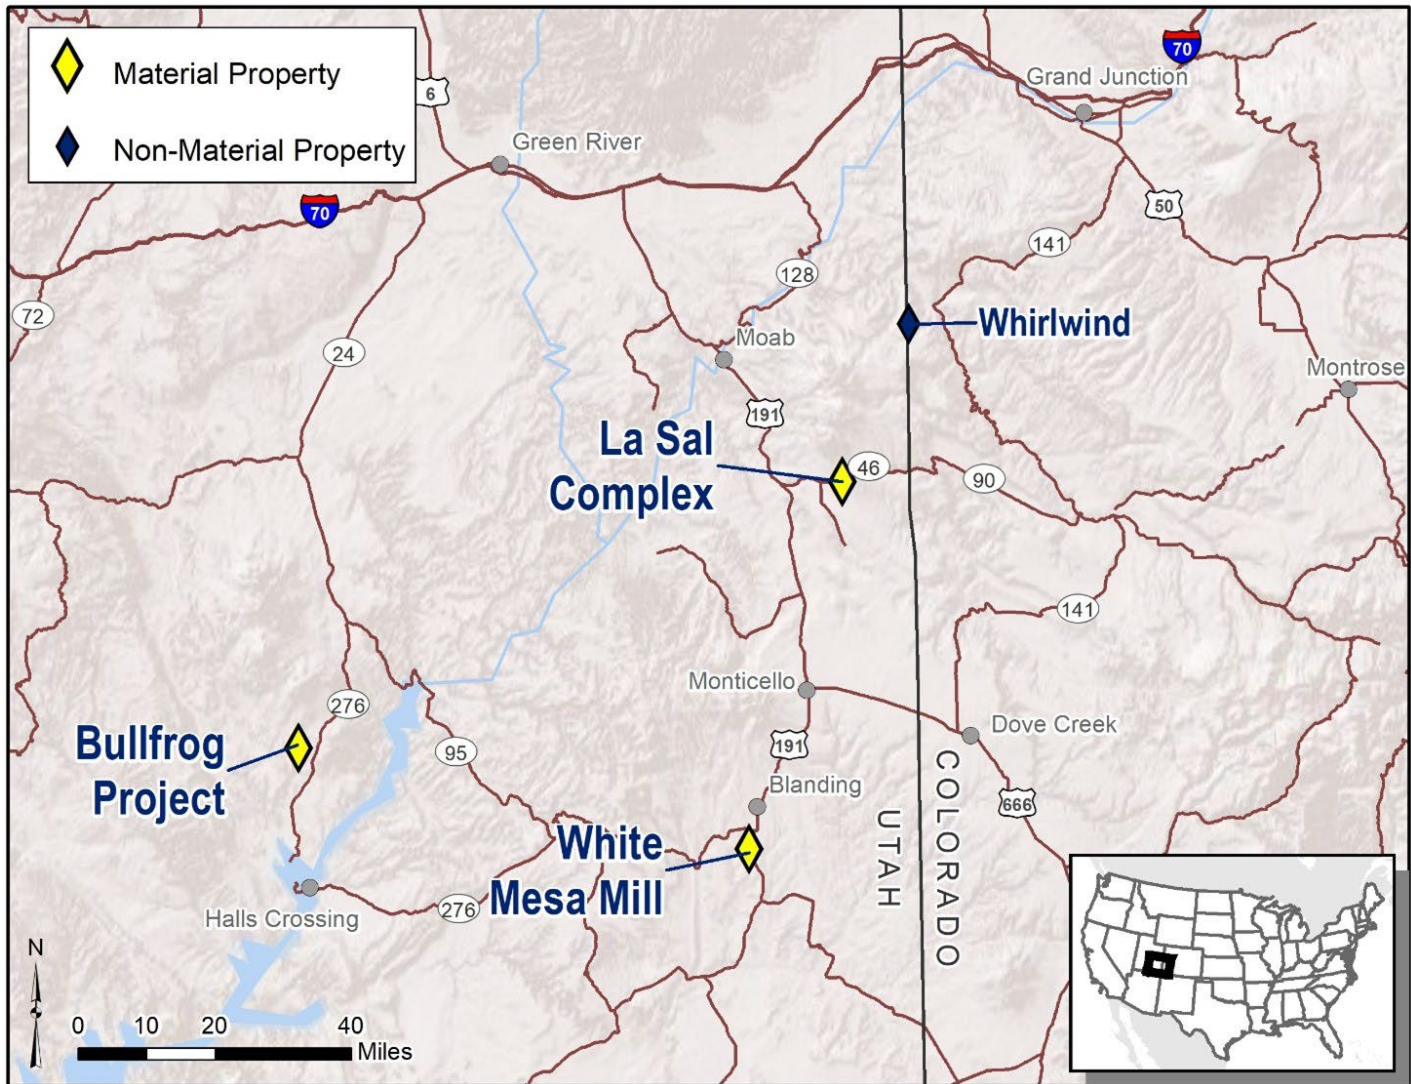 Material Property
Non-Material Property
6
70
Grand Junction
Green River
70
50
141
128
72
24
Moab
Whirlwind
Montrose
191
La Sal
Complex
46
90
141
Monticello
276
Dove Creek
Bullfrog
Project
95
191
COLORADO
UTAH
Blanding
666
White
Mesa Mill
Halls Crossing
276
N
0 10 20 40
Miles